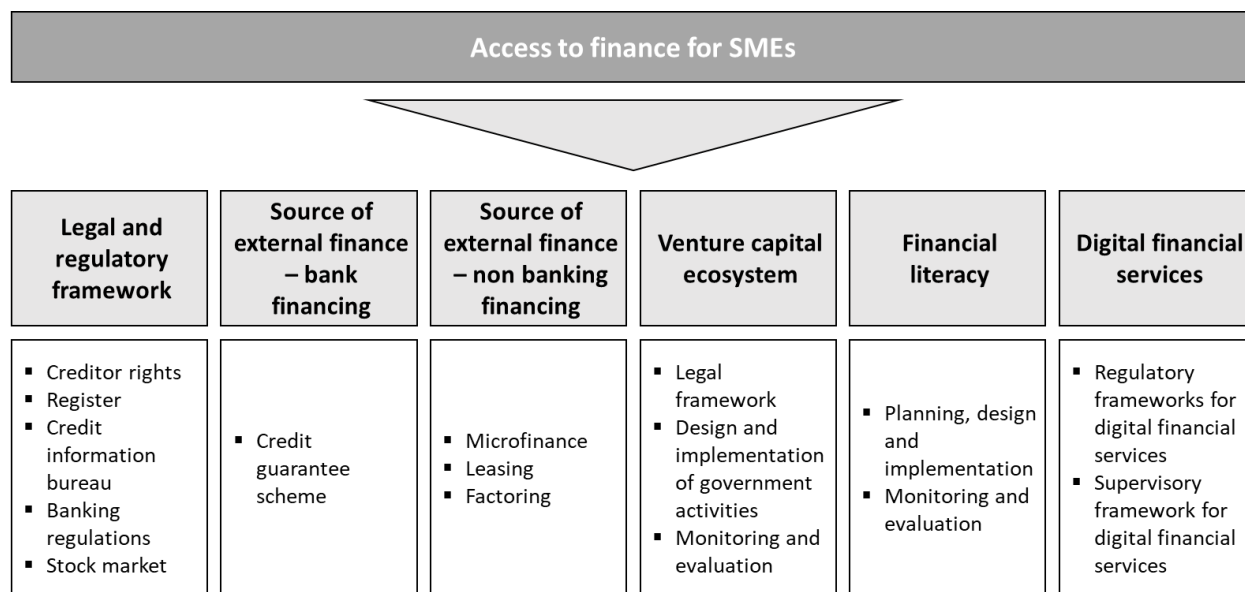 Access to finance for SMEs
Legal and
regulatory
framework
Source of
external finance
– bank
financing
Source of
external finance
– non banking
financing
Venture capital
ecosystem
Financial
literacy
Digital financial
services
▪ Creditor rights
▪ Register
▪ Credit
information
bureau
▪ Banking
regulations
▪ Stock market
▪ Credit
guarantee
scheme
▪ Microfinance
▪ Leasing
▪ Factoring
▪ Legal
framework
▪ Design and
implementation
of government
activities
▪ Monitoring and
evaluation
▪ Planning, design
and
implementation
▪ Monitoring and
evaluation
▪ Regulatory
frameworks for
digital financial
services
▪ Supervisory
framework for
digital financial
services